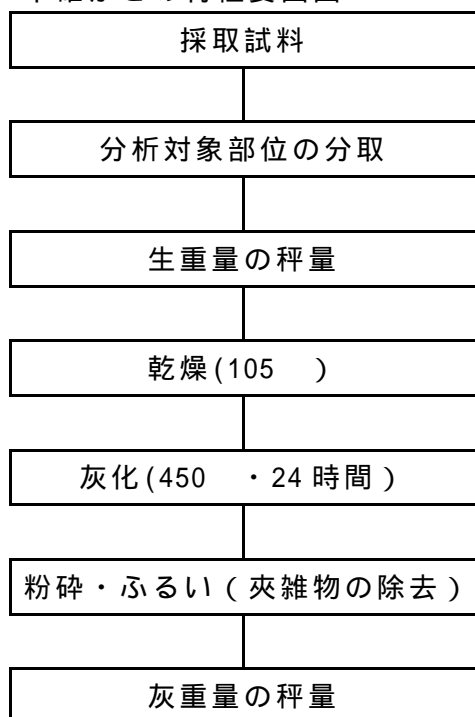 採取試料
分析対象部位の分取
生重量の秤量
乾燥(105　)
灰化(450　・24時間)
粉砕・ふるい(夾雑物の除去)
灰重量の秤量